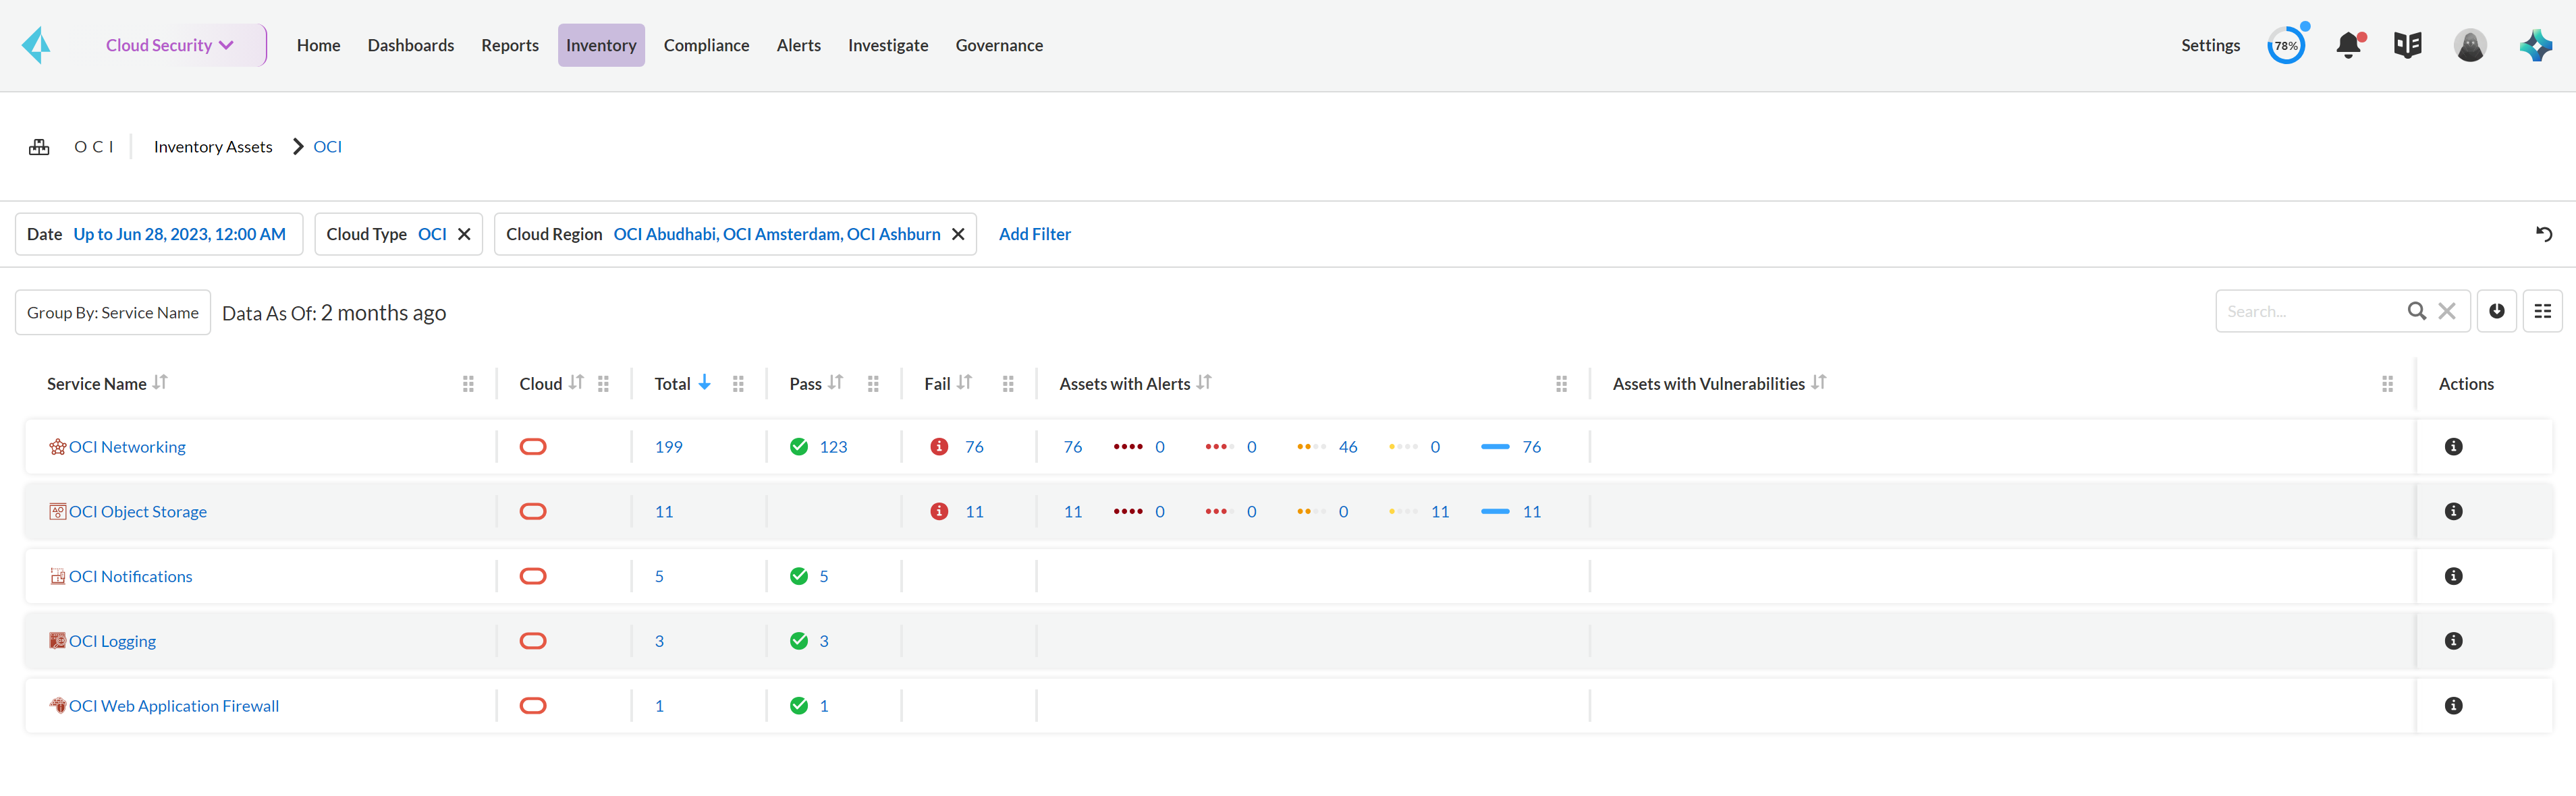 Cloud Security Home Dashboards Reports Inventory Compliance Alerts Investigate Governance Settings 78%
OCI Inventory Assets OCI
Date Up to Jun 28, 2023, 12:00 AM Cloud Type OCI Cloud Region OCI Abudhabi, OCI Amsterdam, OCI Ashburn Add Filter
Group By: Service Name Data As Of: 2 months ago Search...
Service Name Cloud Total Pass Fail Assets with Alerts Assets with Vulnerabilities Actions
OCI Networking 199 123 76 76 0 0 46 0 76
OCI Object Storage 11 11 11 0 0 0 11 11
OCI Notifications 5 5
OCI Logging 3 3
OCI Web Application Firewall 1 1